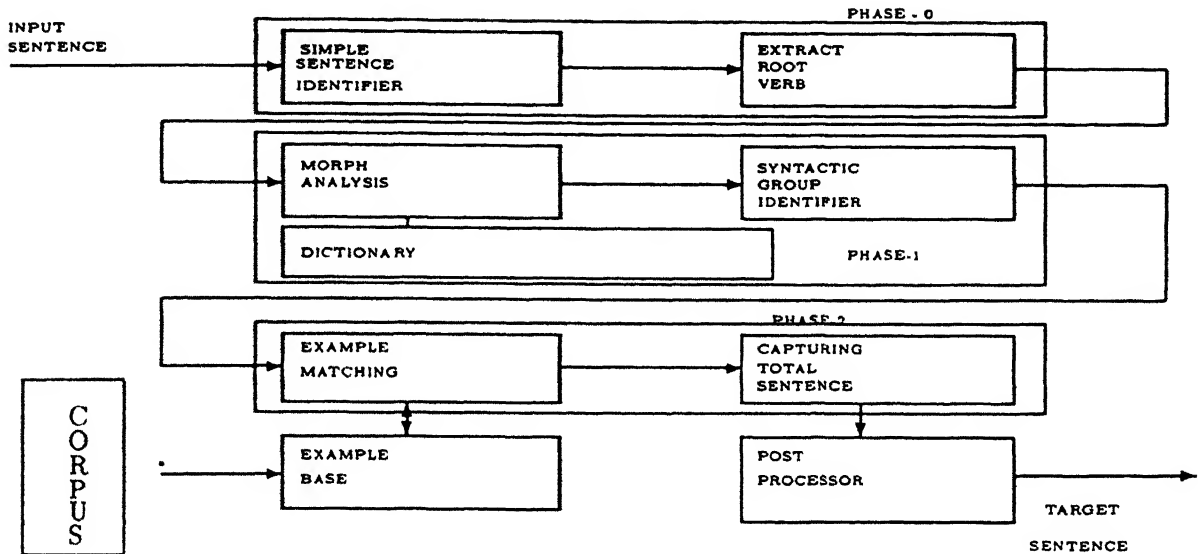 PHASE - 0
INPUT
SENTENCE
SIMPLE
SENTENCE
IDENTIFIER
EXTRACT
ROOT
VERB
MORPH
ANALYSIS
SYNTACTIC
GROUP
IDENTIFIER
DICTIONARY
PHASE-1
PHASE-2
EXAMPLE
MATCHING
CAPTURING
TOTAL
SENTENCE
CORPUS
EXAMPLE
BASE
POST
PROCESSOR
TARGET
SENTENCE